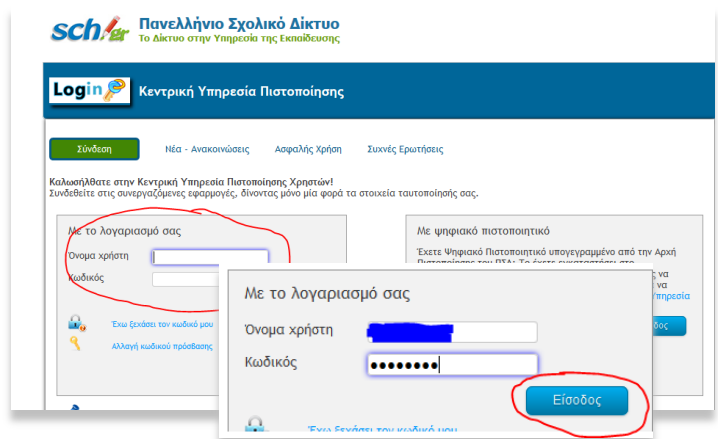 sch.gr
Πανελλήνιο Σχολικό Δίκτυο
Το Δίκτυο στην Υπηρεσία της Εκπαίδευσης
Login
Κεντρική Υπηρεσία Πιστοποίησης
Σύνδεση
Νέα - Ανακοινώσεις
Ασφαλής Χρήση
Συχνές Ερωτήσεις
Καλωσήλθατε στην Κεντρική Υπηρεσία Πιστοποίησης Χρηστών!
Συνδεθείτε στις συνεργαζόμενες εφαρμογές, δίνοντας μόνο μία φορά τα στοιχεία ταυτοποίησής σας.
Με το λογαριασμό σας
Όνομα χρήστη
Κωδικός
Έχω ξεχάσει τον κωδικό μου
Αλλαγή κωδικού πρόσβασης
Με ψηφιακό πιστοποιητικό
Έχετε Ψηφιακό Πιστοποιητικό υπογεγραμμένο από την Αρχή
Πιστοποίησης του ΠΣΔ; Το έχετε εγκαταστήσει στο
ς να
να
Υπηρεσία
δος
Με το λογαριασμό σας
Όνομα χρήστη
Κωδικός
Είσοδος
Έχω ξεχάσει τον κωδικό μου